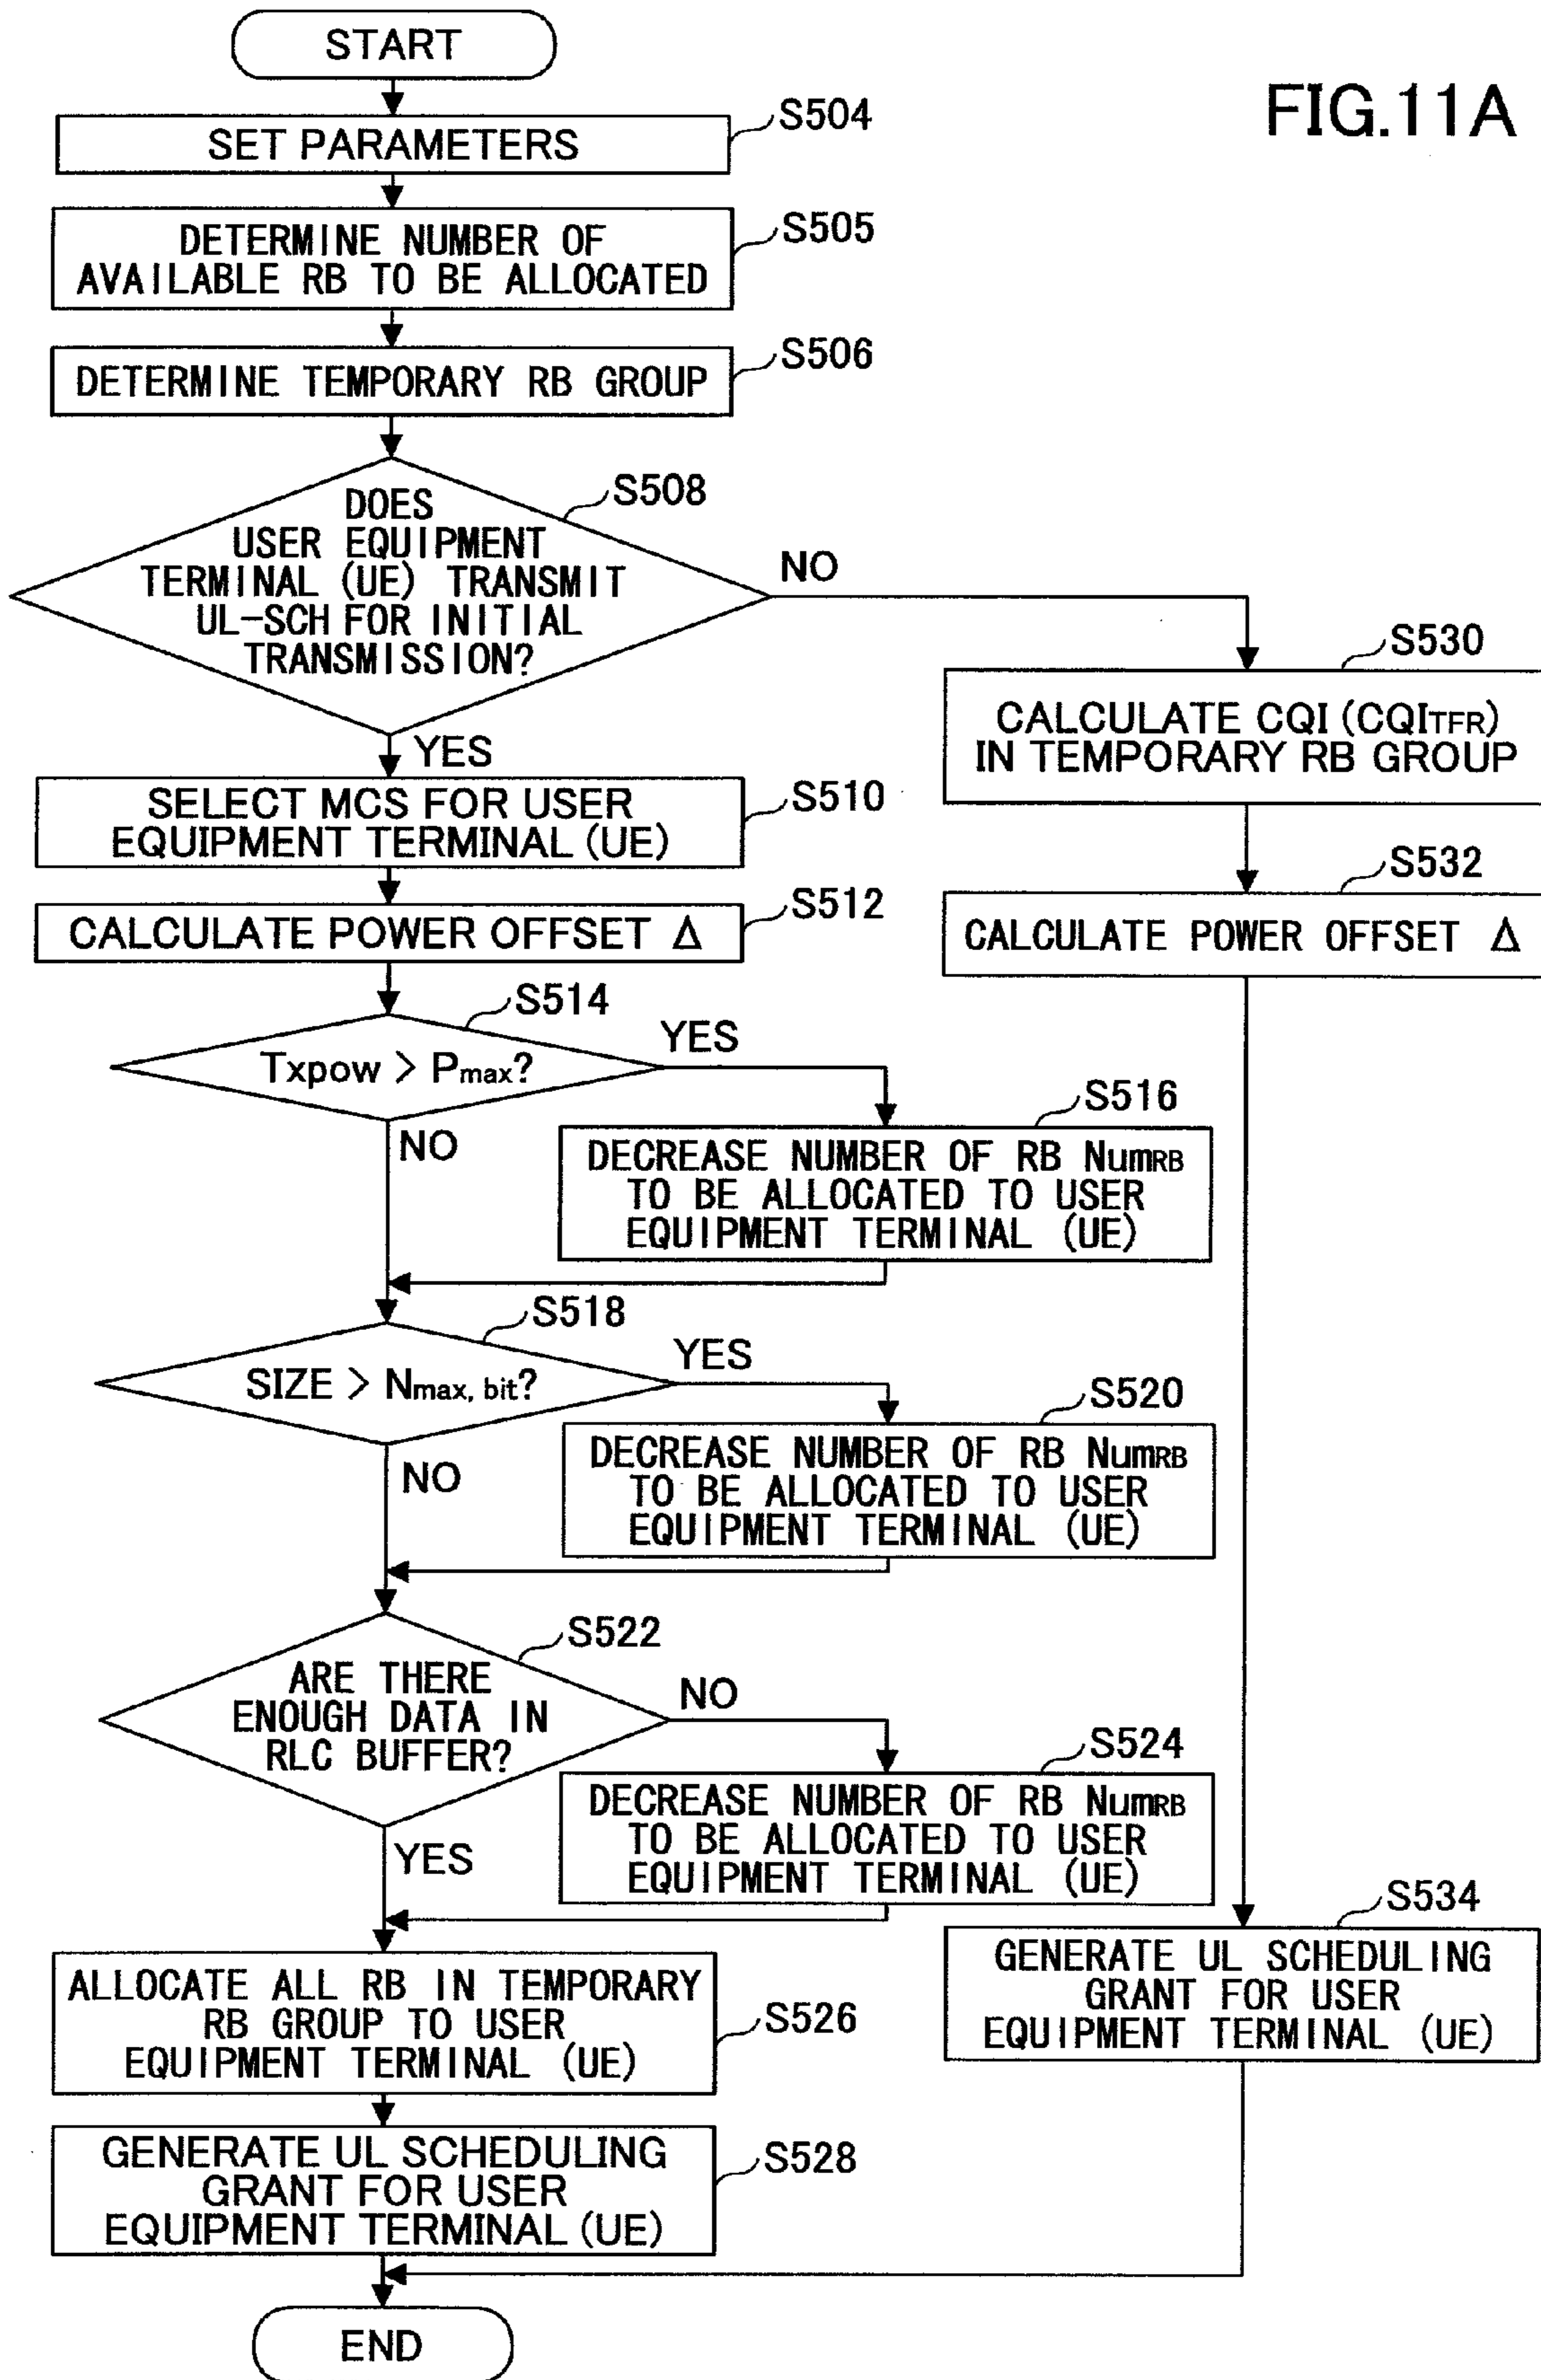 START
FIG.11A
S504
SET PARAMETERS
S505
DETERMINE NUMBER OF
AVAILABLE RB TO BE ALLOCATED
S506
DETERMINE TEMPORARY RB GROUP
S508
DOES
USER EQUIPMENT
TERMINAL (UE) TRANSMIT
UL-SCH FOR INITIAL
TRANSMISSION?
NO
YES
S530
CALCULATE CQI (CQITFR)
IN TEMPORARY RB GROUP
S510
SELECT MCS FOR USER
EQUIPMENT TERMINAL (UE)
S532
CALCULATE POWER OFFSET Δ
S512
CALCULATE POWER OFFSET Δ
S514
Txpow > Pmax?
YES
NO
S516
DECREASE NUMBER OF RB NumRB
TO BE ALLOCATED TO USER
EQUIPMENT TERMINAL (UE)
S518
SIZE > Nmax, bit?
YES
NO
S520
DECREASE NUMBER OF RB NumRB
TO BE ALLOCATED TO USER
EQUIPMENT TERMINAL (UE)
S522
ARE THERE
ENOUGH DATA IN
RLC BUFFER?
NO
YES
S524
DECREASE NUMBER OF RB NumRB
TO BE ALLOCATED TO USER
EQUIPMENT TERMINAL (UE)
S534
GENERATE UL SCHEDULING
GRANT FOR USER
EQUIPMENT TERMINAL (UE)
S526
ALLOCATE ALL RB IN TEMPORARY
RB GROUP TO USER
EQUIPMENT TERMINAL (UE)
S528
GENERATE UL SCHEDULING
GRANT FOR USER
EQUIPMENT TERMINAL (UE)
END